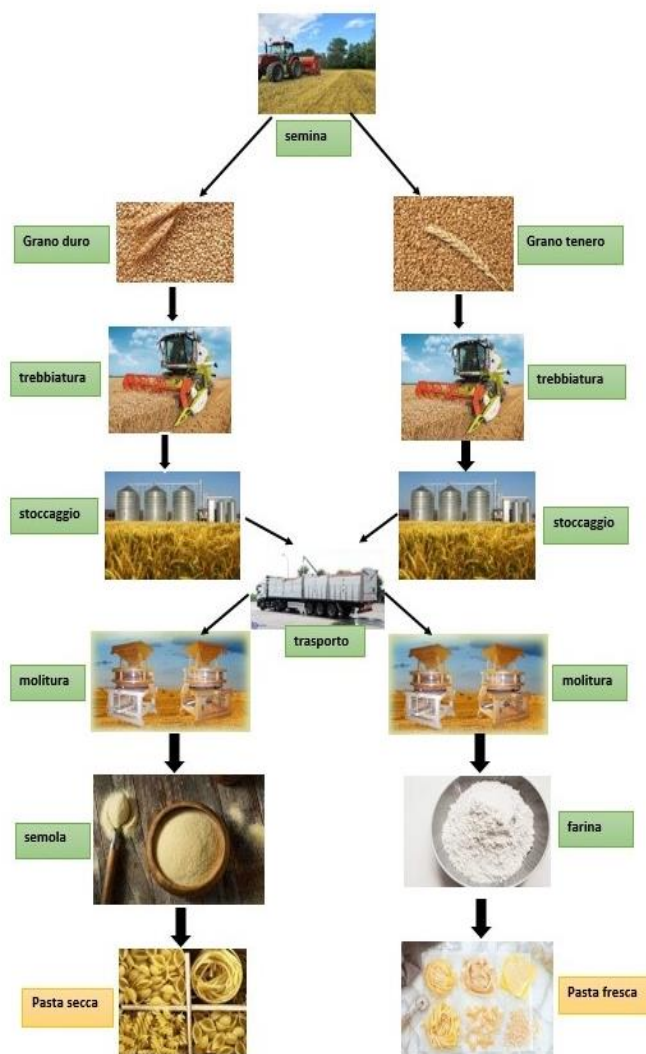 semina
Grano duro
Grano tenero
trebbiatura
trebbiatura
stoccaggio
stoccaggio
trasporto
molitura
molitura
semola
farina
Pasta secca
Pasta fresca